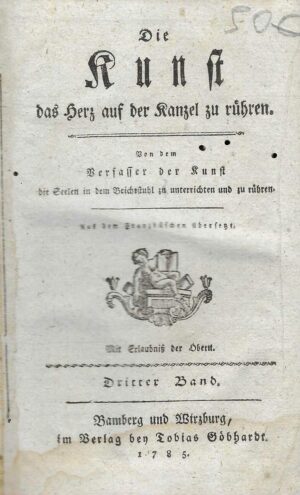 Die
Kunst
das Herz auf der Kanzel zu rühren.
Von dem
Verfasser der Kunst
die Seelen in dem Beichtstuhl zu unterrichten und zu rühren.
Aus dem Französischen übersetzt.
Mit Erlaubniß der Obern.
Dritter Band.
Bamberg und Wirzburg,
im Verlag bey Tobias Göbhardt.
1785.